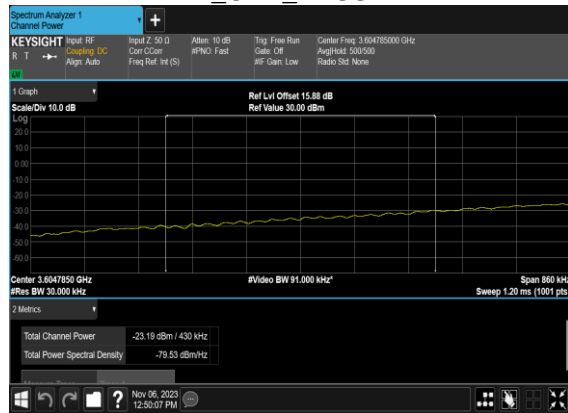 Spectrum Analyzer 1
Channel Power
+
KEYSIGHT
R T
LV
Input: RF
Coupling: DC
Align: Auto
Input Z: 50 Ω
Corr CCorr
Freq Ref: Int (S)
Atten: 10 dB
#PNO: Fast
Trig: Free Run
Gate: Off
#IF Gain: Low
Center Freq: 3.604785000 GHz
Avg|Hold: 500/500
Radio Std: None
1 Graph
Scale/Div 10.0 dB
Ref Lvl Offset 15.88 dB
Ref Value 30.00 dBm
Log
20.0
10.0
0.00
-10.0
-20.0
-30.0
-40.0
-50.0
-60.0
Center 3.6047850 GHz
#Res BW 30.000 kHz
#Video BW 91.000 kHz*
Span 860 kHz
Sweep 1.20 ms (1001 pts)
2 Metrics
Total Channel Power -23.19 dBm / 430 kHz
Total Power Spectral Density -79.53 dBm/Hz
?
Nov 06, 2023
12:50:07 PM